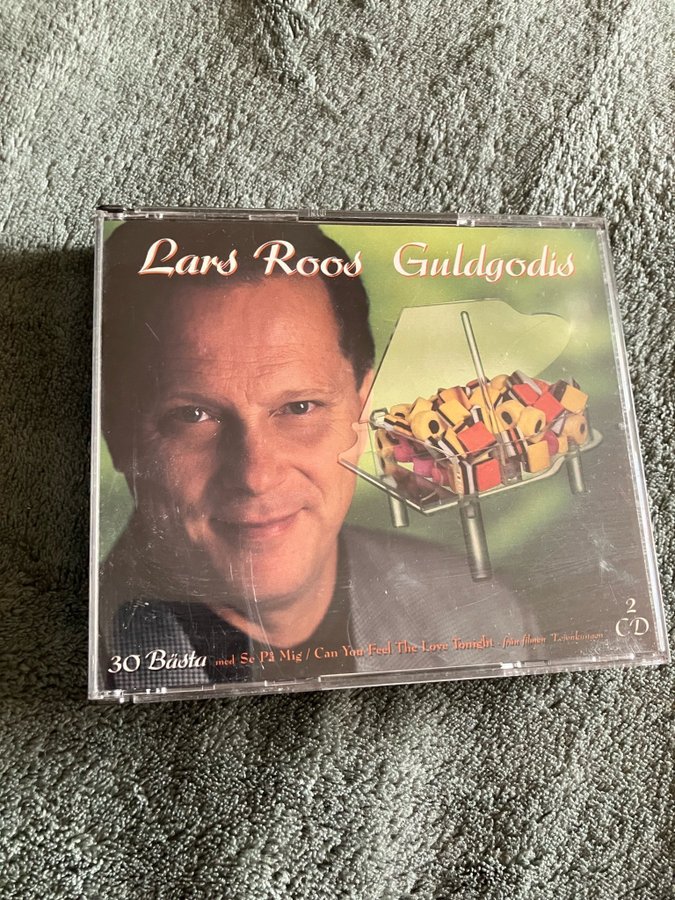 Lars Roos Guldgodis
30 Bästa med Se På Mig / Can You Feel The Love Tonight - från filmen "Lejonkungen"
2
CD